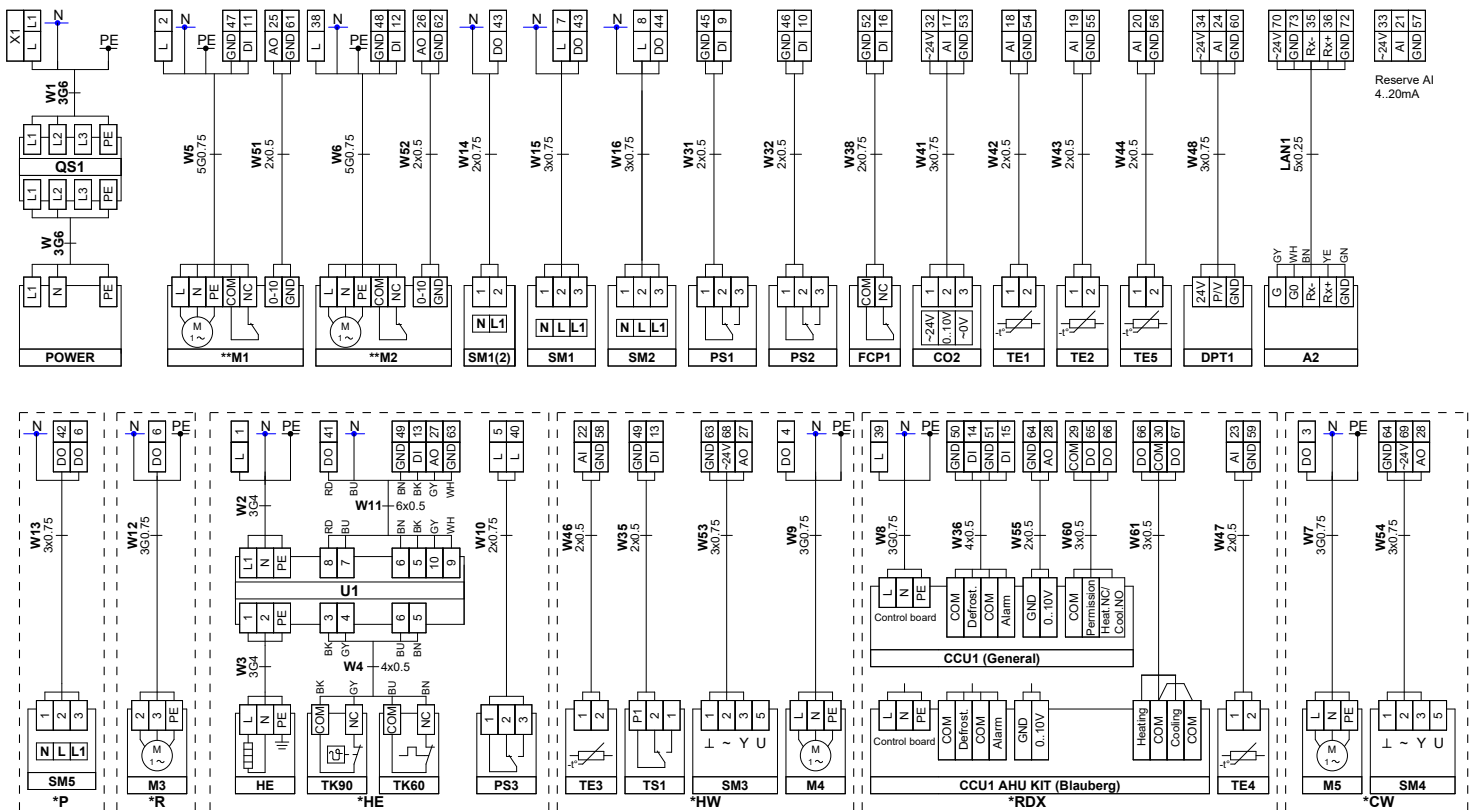 X1 L L1 N PE
W1 3G6
L1 L2 L3 PE
QS1
L1 L2 L3 PE
W 3G6
L1 N PE
POWER
L 2 N PE GND 47 DI 11
W5 5G0.75
AO 25 GND 61
W51 2x0.5
L N PE COM NC 0-10 GND
M 1~
**M1
L 38 N PE GND 48 DI 12
W6 5G0.75
AO 26 GND 62
W52 2x0.5
L N PE COM NC 0-10 GND
M 1~
**M2
N DO 43
W14 2x0.75
1 2
N L1
SM1(2)
N L 7 DO 43
W15 3x0.75
1 2 3
N L L1
SM1
N L 8 DO 44
W16 3x0.75
1 2 3
N L L1
SM2
GND 45 DI 9
W31 2x0.5
1 2 3
PS1
GND 46 DI 10
W32 2x0.5
1 2 3
PS2
GND 52 DI 16
W38 2x0.75
COM NC
FCP1
~24V 32 AI 17 GND 53
W41 3x0.75
1 2 3
~24V 0..10V ~0V
CO2
AI 18 GND 54
W42 2x0.5
1 2
-t°
TE1
AI 19 GND 55
W43 2x0.5
1 2
-t°
TE2
AI 20 GND 56
W44 2x0.5
1 2
-t°
TE5
~24V 34 AI 24 GND 60
W48 3x0.75
24V P/V GND
DPT1
~24V 70 GND 73 Rx- 35 Rx+ 36 GND 72
LAN1 5x0.25
GY WH BN YE GN
G G0 Rx- Rx+ GND
A2
~24V 33 AI 21 GND 57
Reserve AI
4..20mA
N DO 42 DO 6
W13 3x0.75
1 2 3
N L L1
SM5
*P
N DO 6 PE
W12 3G0.75
2 3 PE
M 1~
M3
*R
L 1 N PE
W2 3G4
DO 41 N GND 49 DI 13 AO 27 GND 63
RD BU BN BK GY WH
W11 6x0.5
RD BU BN BK GY WH
L1 N PE 8 7 6 5 10 9
U1
1 2 PE 3 4 6 5
BK GY BU BN
W3 3G4
W4 4x0.5
BK GY BU BN
L N PE
HE
COM NC
TK90
COM NC
TK60
L 5 L 40
W10 2x0.75
1 2 3
PS3
*HE
AI 22 GND 58
W46 2x0.5
1 2
-t°
TE3
GND 49 DI 13
W35 2x0.5
P1 2 1
TS1
GND 63 ~24V 68 AO 27
W53 3x0.75
1 2 3 5
⊥ ~ Y U
SM3
DO 4 N PE
W9 3G0.75
L N PE
M 1~
M4
*HW
L 39 N PE
W8 3G0.75
GND 50 DI 14 GND 51 DI 15
W36 4x0.5
GND 64 AO 28
W55 2x0.5
COM 29 DO 65 DO 66
W60 3x0.5
DO 66 COM 30 DO 67
W61 3x0.5
L N PE
Control board
COM Defrost. COM Alarm
GND 0..10V
COM Permission Heat.NC/ Cool.NO
CCU1 (General)
L N PE
Control board
COM Defrost. COM Alarm
GND 0..10V
Heating COM Cooling COM
CCU1 AHU KIT (Blauberg)
AI 23 GND 59
W47 2x0.5
1 2
-t°
TE4
*RDX
DO 3 N PE
W7 3G0.75
L N PE
M 1~
M5
GND 64 ~24V 69 AO 28
W54 3x0.75
1 2 3 5
⊥ ~ Y U
SM4
*CW